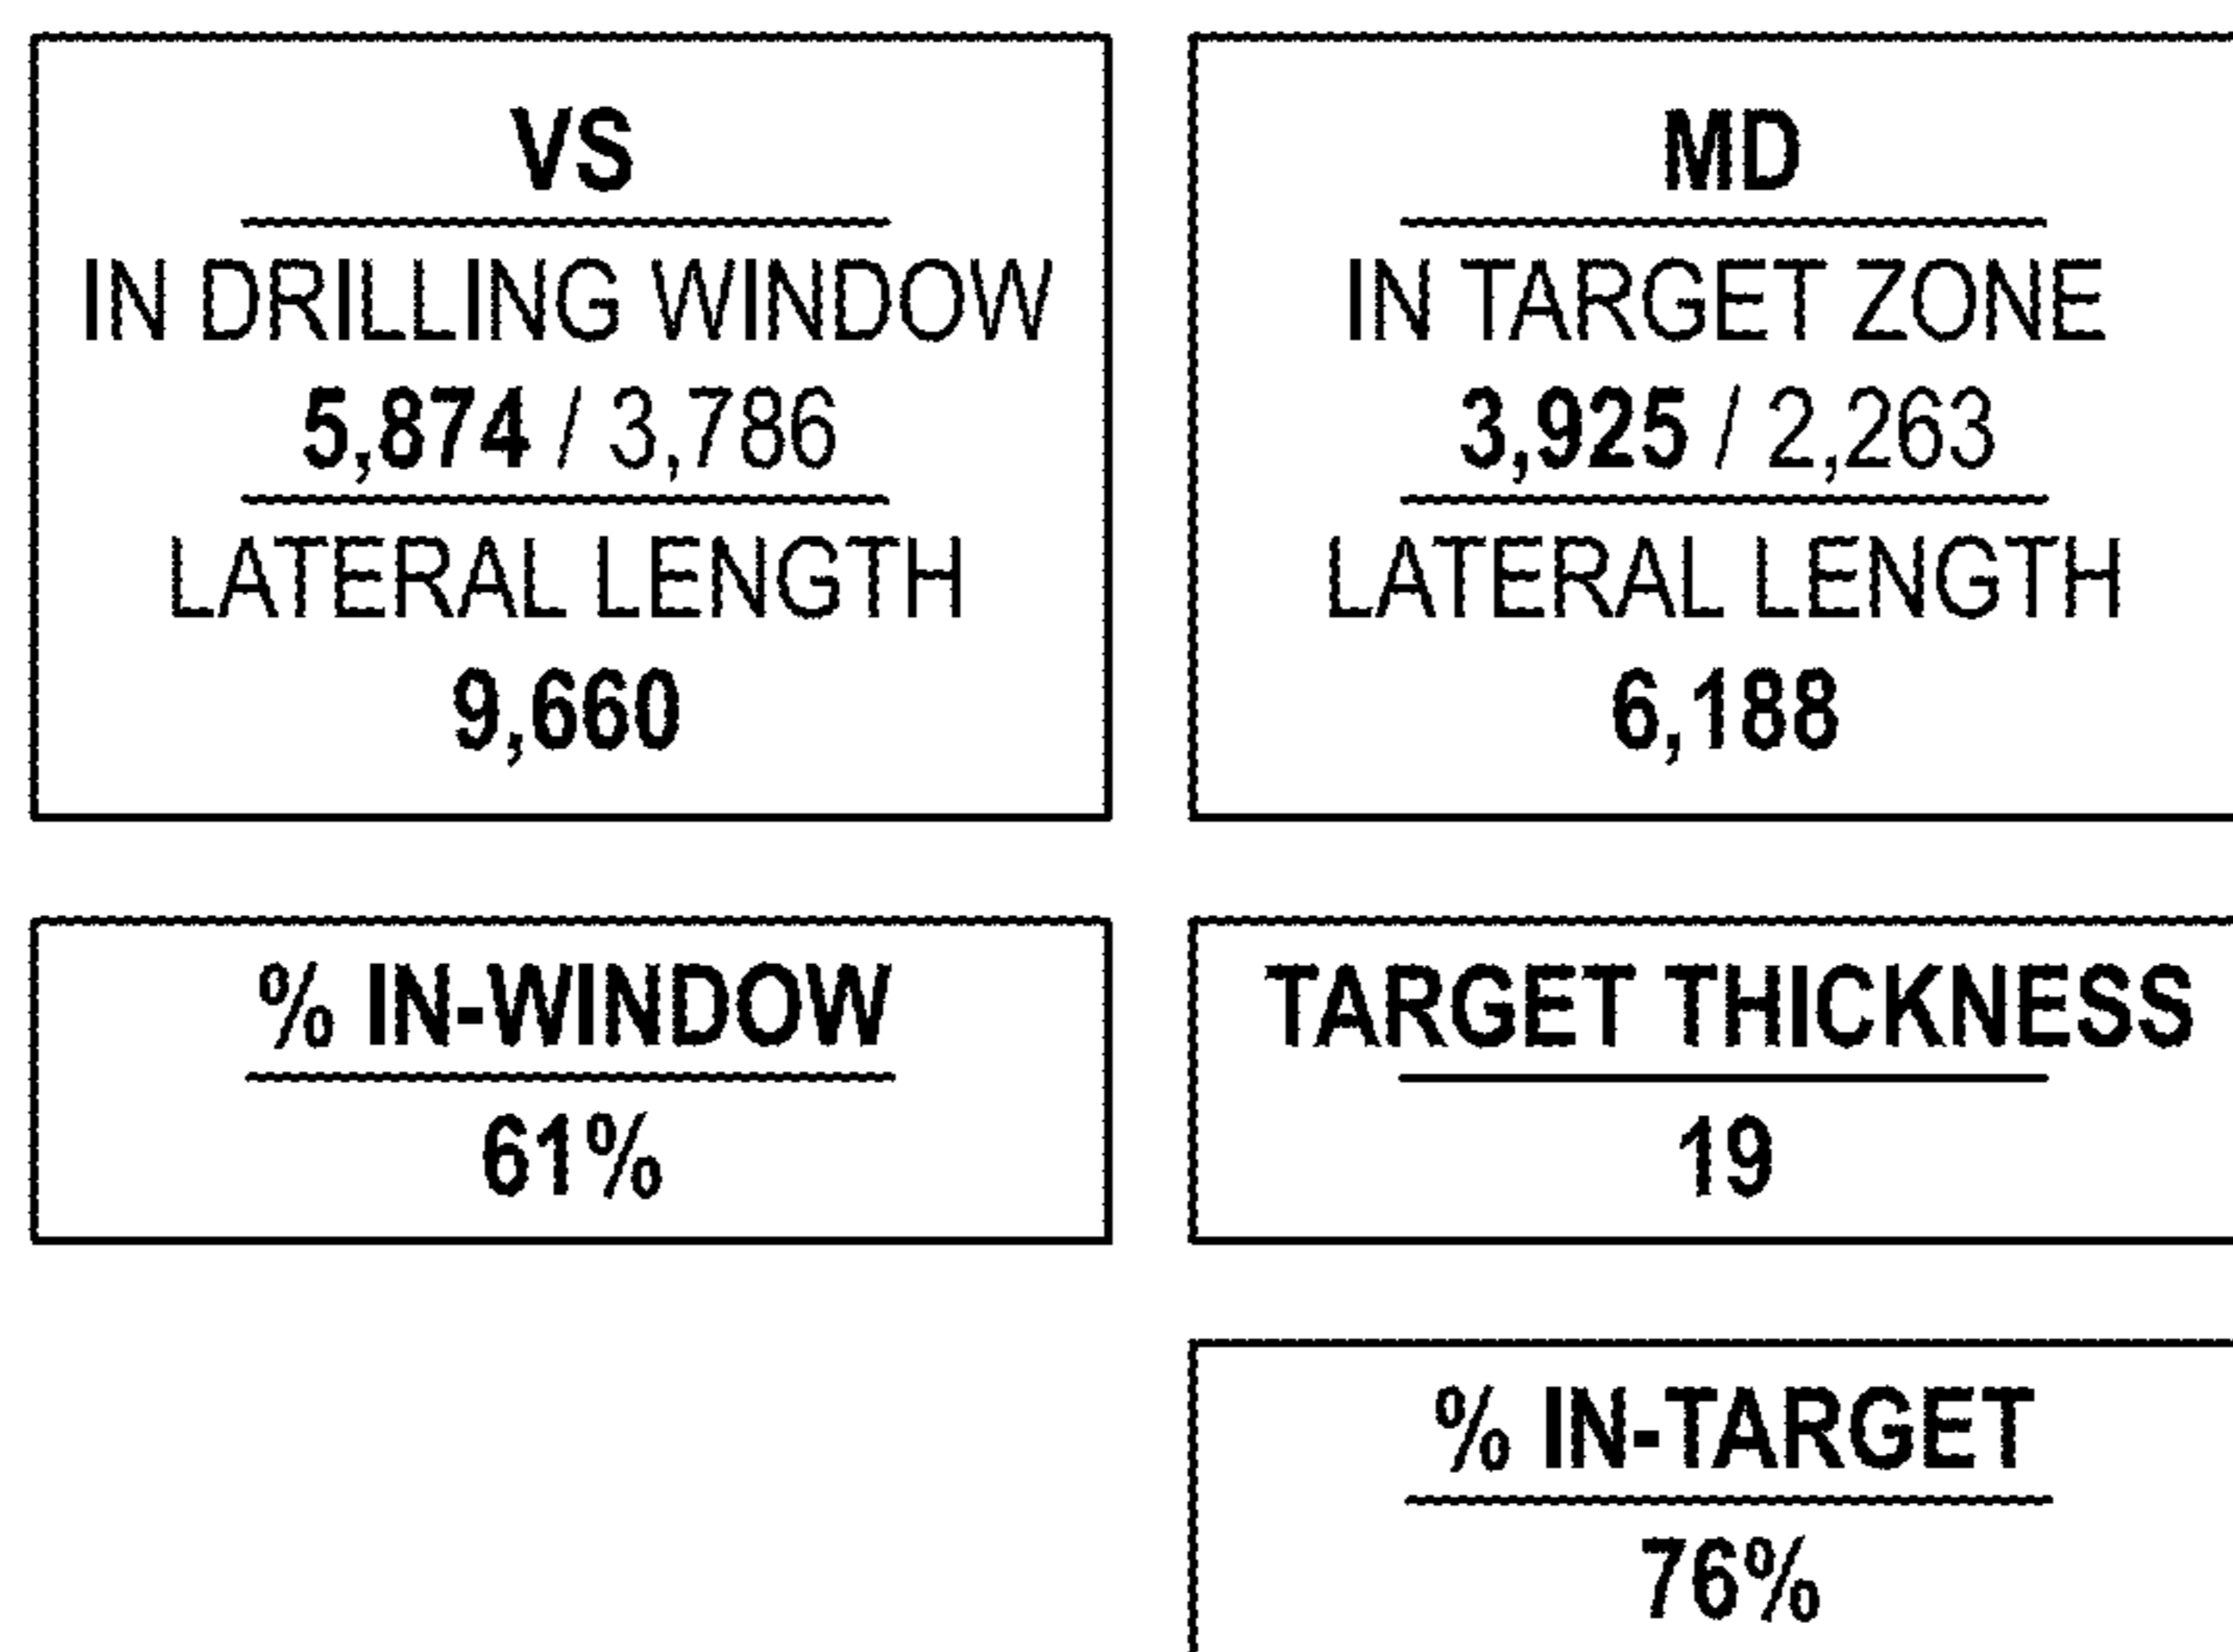 VS
IN DRILLING WINDOW
5,874 / 3,786
LATERAL LENGTH
9,660
MD
IN TARGET ZONE
3,925 / 2,263
LATERAL LENGTH
6,188
% IN-WINDOW
61%
TARGET THICKNESS
19
% IN-TARGET
76%